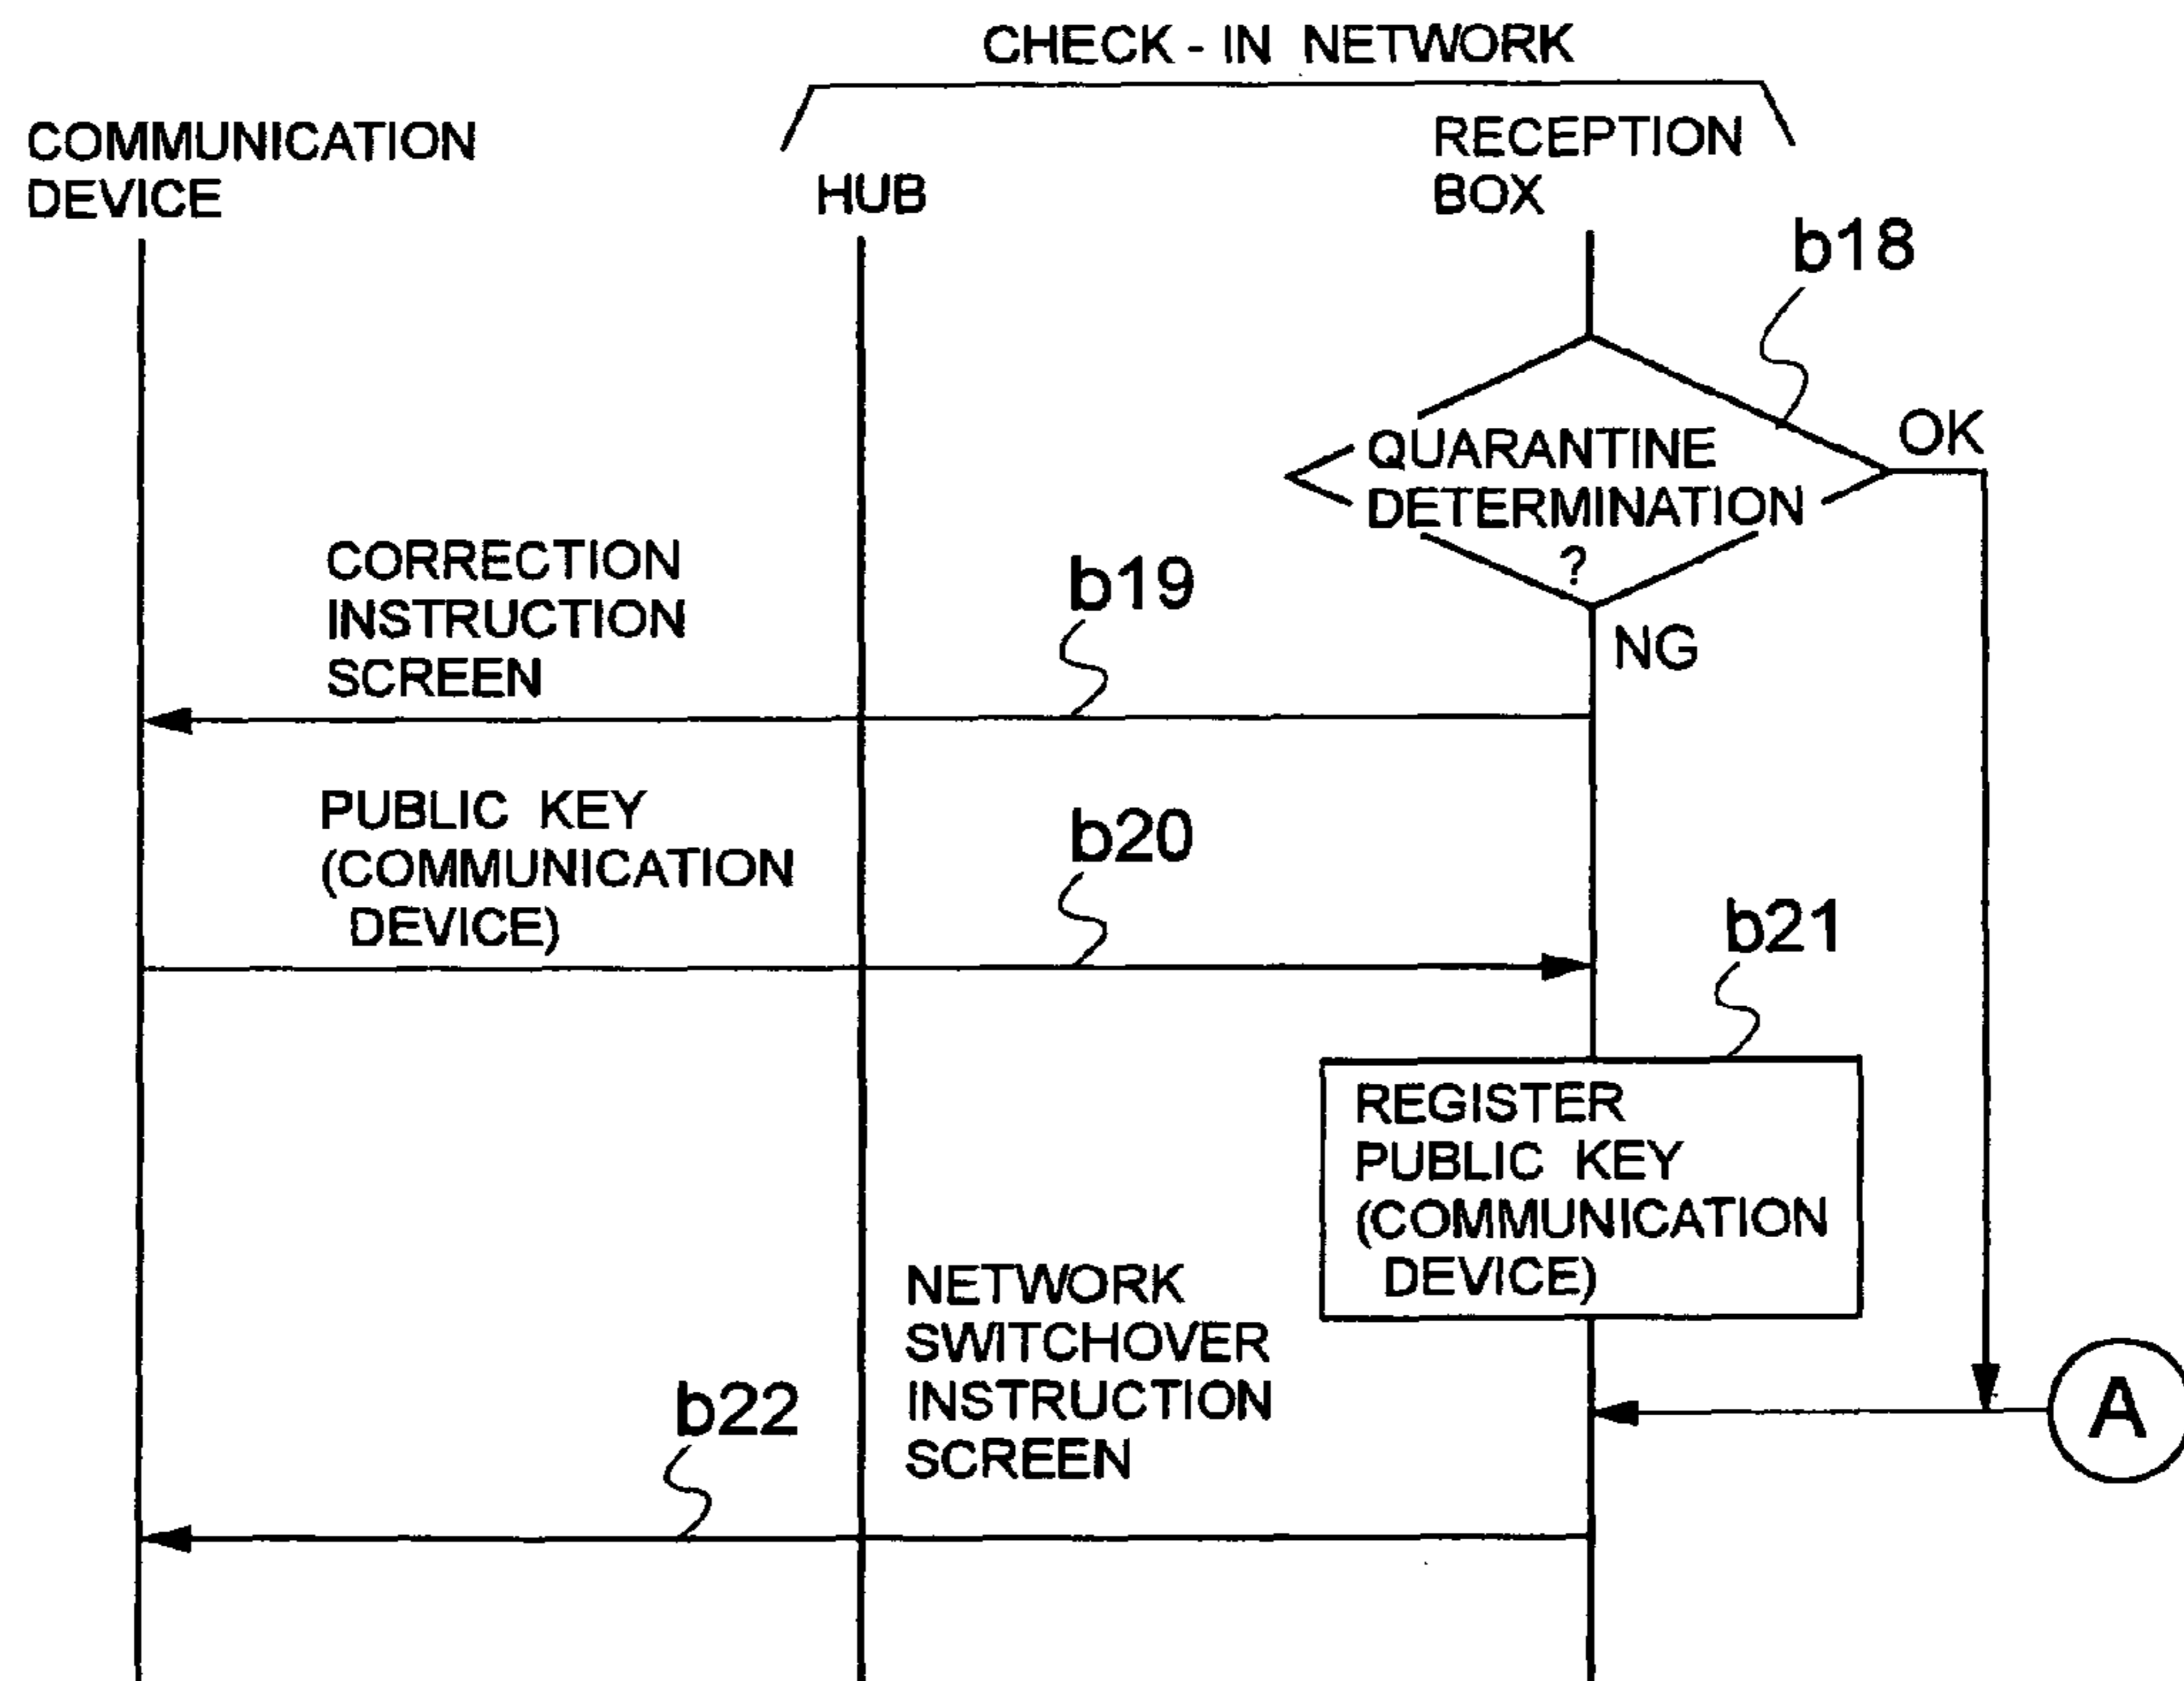 CHECK - IN NETWORK
COMMUNICATION
DEVICE
HUB
RECEPTION
BOX
b18
QUARANTINE
DETERMINATION
?
OK
NG
CORRECTION
INSTRUCTION
SCREEN
b19
PUBLIC KEY
(COMMUNICATION
DEVICE)
b20
b21
REGISTER
PUBLIC KEY
(COMMUNICATION
DEVICE)
NETWORK
SWITCHOVER
INSTRUCTION
SCREEN
b22
A